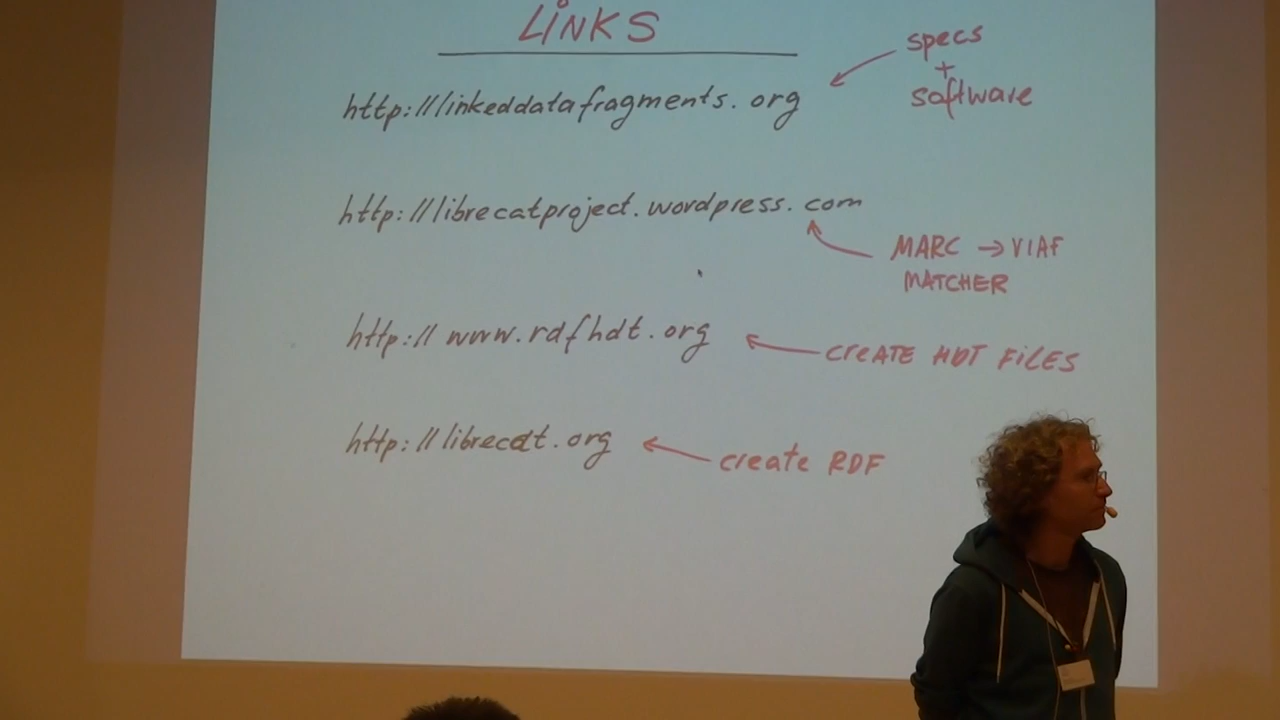 LINKS
http://linkeddatafragments.org
specs
+
software
http://librecatproject.wordpress.com
MARC → VIAF
MATCHER
http://www.rdfhdt.org
CREATE HDT FILES
http://librecat.org
create RDF